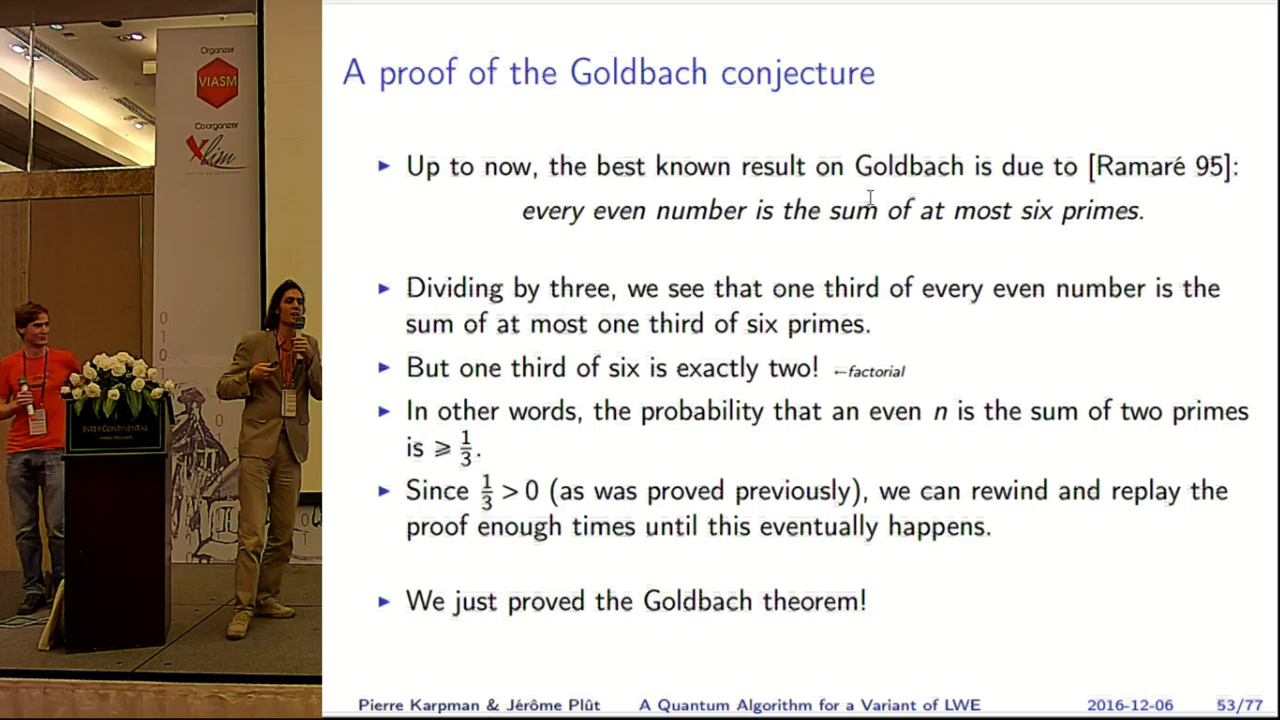 Organizer
VIASM
Coorganizer
Xlim
INTERCONTINENTAL
A proof of the Goldbach conjecture
▶ Up to now, the best known result on Goldbach is due to [Ramaré 95]:
every even number is the sum of at most six primes.
▶ Dividing by three, we see that one third of every even number is the
sum of at most one third of six primes.
▶ But one third of six is exactly two! ←factorial
▶ In other words, the probability that an even n is the sum of two primes
is ⩾ 1/3.
▶ Since 1/3 > 0 (as was proved previously), we can rewind and replay the
proof enough times until this eventually happens.
▶ We just proved the Goldbach theorem!
Pierre Karpman & Jérôme Plût A Quantum Algorithm for a Variant of LWE 2016-12-06 53/77